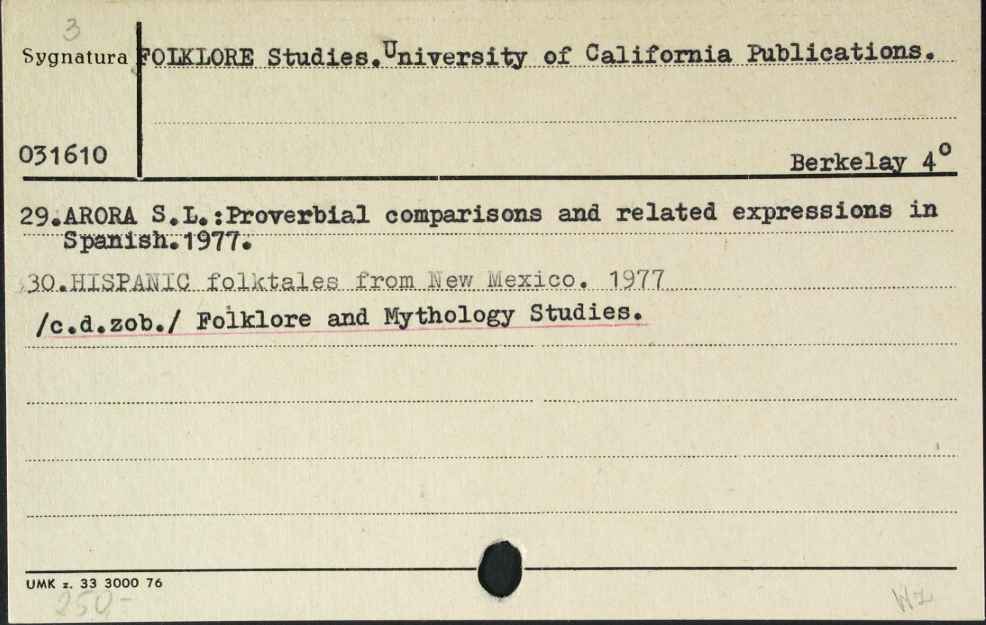 3
Sygnatura FOLKLORE Studies.University of California Publications.
031610
Berkelay 4°
29.ARORA S.L.:Proverbial comparisons and related expressions in
Spanish.1977.
30.HISPANIC folktales from New Mexico. 1977
/c.d.zob./ Folklore and Mythology Studies.
UMK z. 33 3000 76
250,-
Wz